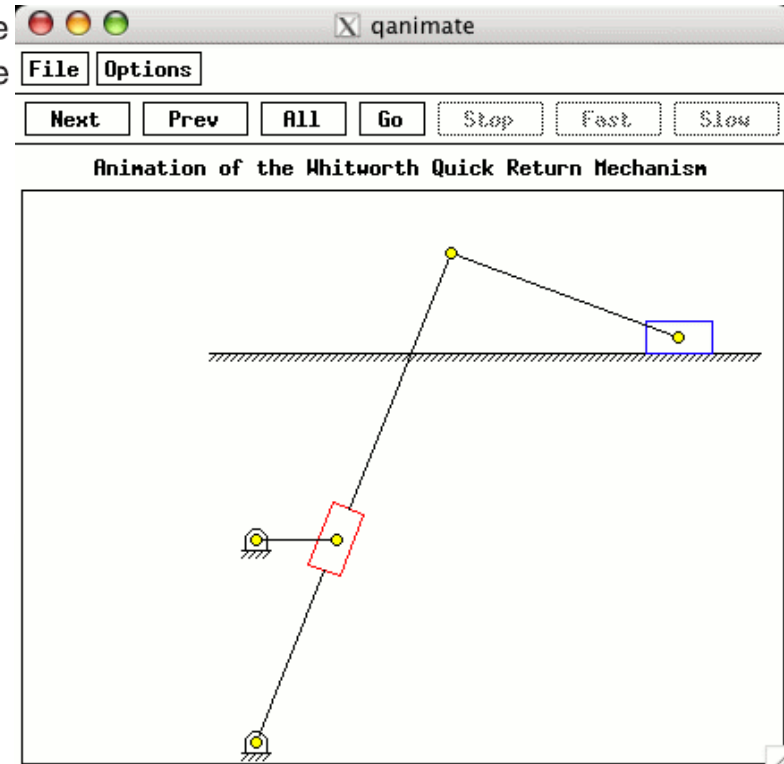 e
qanimate
e
File Options
Next Prev All Go Stop Fast Slow
Animation of the Whitworth Quick Return Mechanism